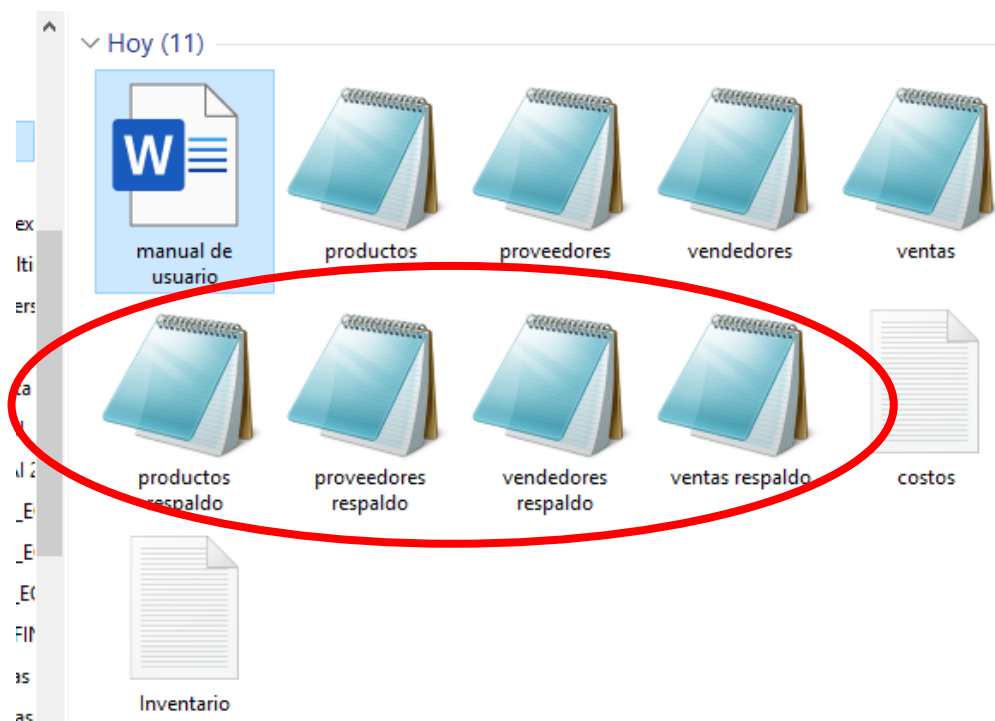 Hoy (11)
W
manual de
usuario
productos
proveedores
vendedores
ventas
productos
respaldo
proveedores
respaldo
vendedores
respaldo
ventas respaldo
costos
Inventario